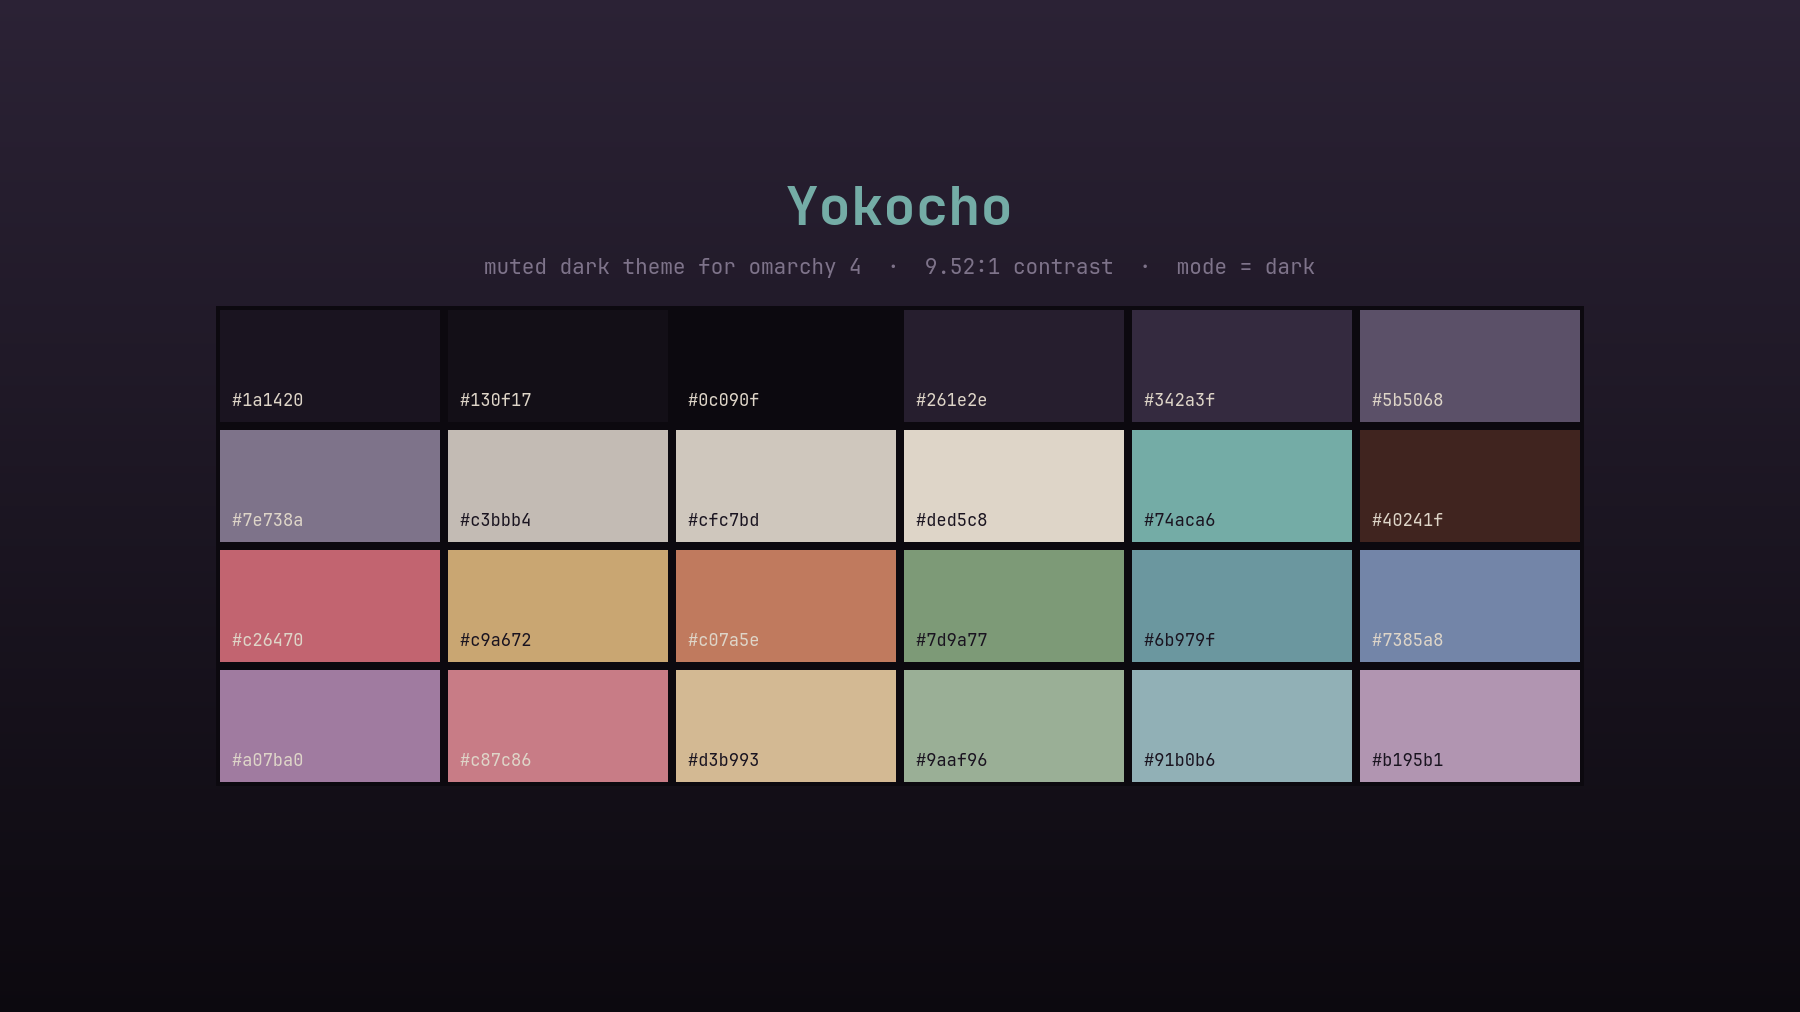 Yokocho
muted dark theme for omarchy 4 · 9.52:1 contrast · mode = dark
#1a1420 #130f17 #0c090f #261e2e #342a3f #5b5068
#7e738a #c3bbb4 #cfc7bd #ded5c8 #74aca6 #40241f
#c26470 #c9a672 #c07a5e #7d9a77 #6b979f #7385a8
#a07ba0 #c87c86 #d3b993 #9aaf96 #91b0b6 #b195b1